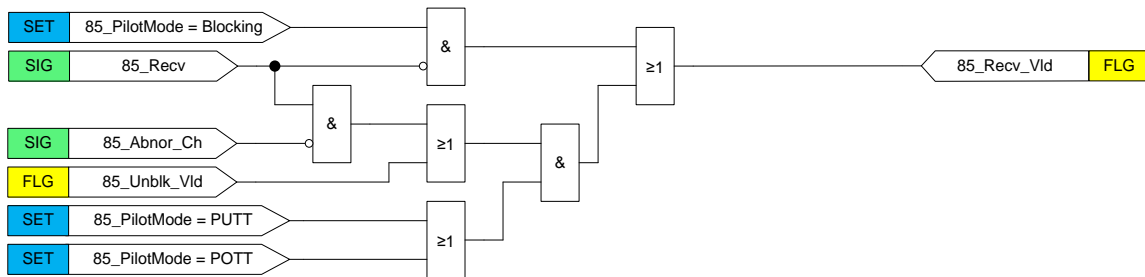 SET 85_PilotMode = Blocking
&
≥1
85_Recv_Vld FLG
SIG 85_Recv
&
SIG 85_Abnor_Ch
≥1
&
FLG 85_Unblk_Vld
SET 85_PilotMode = PUTT
≥1
SET 85_PilotMode = POTT